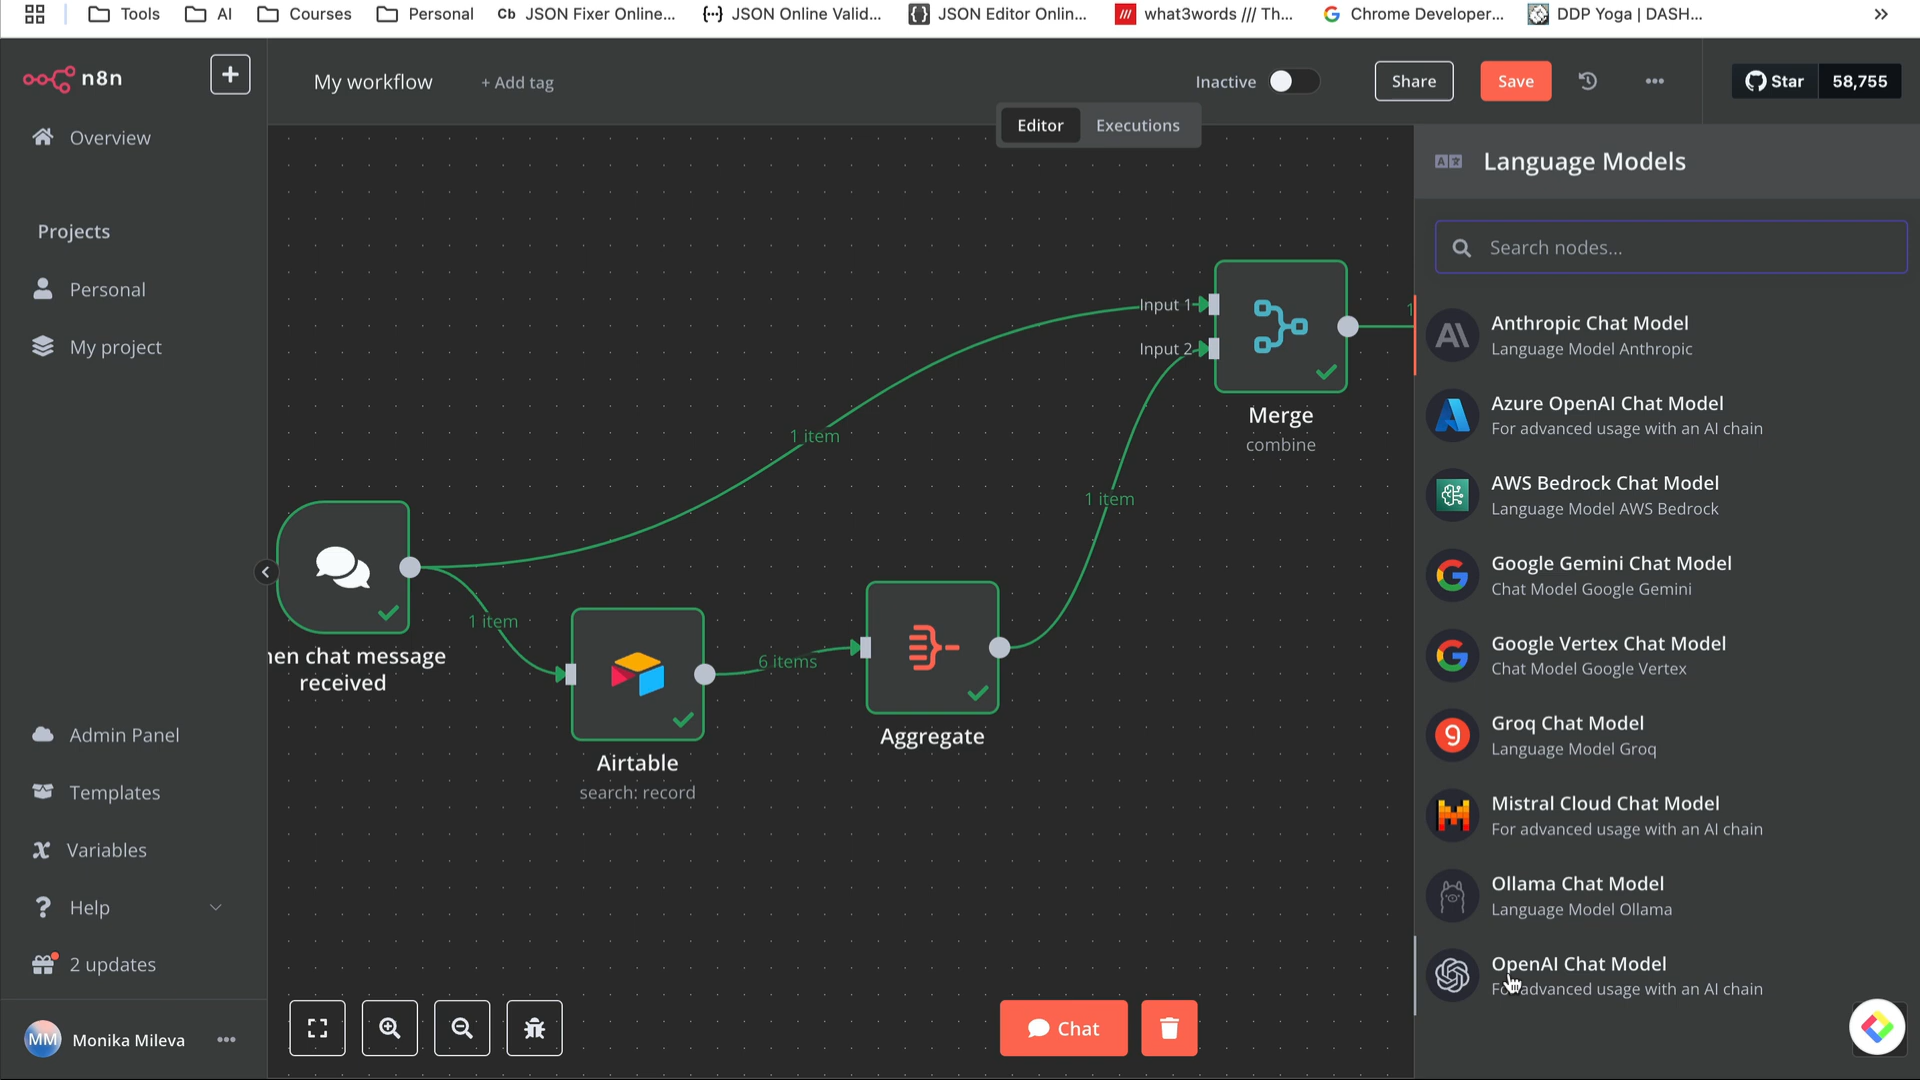 Tools
AI
Courses
Personal
Cb JSON Fixer Online...
JSON Online Valid...
JSON Editor Onlin...
what3words /// Th...
Chrome Developer...
DDP Yoga | DASH...
n8n
My workflow
+ Add tag
Inactive
Share
Save
Star
58,755
Editor
Executions
Overview
Projects
Personal
My project
Admin Panel
Templates
Variables
Help
2 updates
MM
Monika Mileva
Input 1
Input 2
1
Merge
combine
1 item
1 item
1 item
6 items
hen chat message
received
Airtable
search: record
Aggregate
Chat
Language Models
Search nodes...
Anthropic Chat Model
Language Model Anthropic
Azure OpenAI Chat Model
For advanced usage with an AI chain
AWS Bedrock Chat Model
Language Model AWS Bedrock
Google Gemini Chat Model
Chat Model Google Gemini
Google Vertex Chat Model
Chat Model Google Vertex
Groq Chat Model
Language Model Groq
Mistral Cloud Chat Model
For advanced usage with an AI chain
Ollama Chat Model
Language Model Ollama
OpenAI Chat Model
For advanced usage with an AI chain